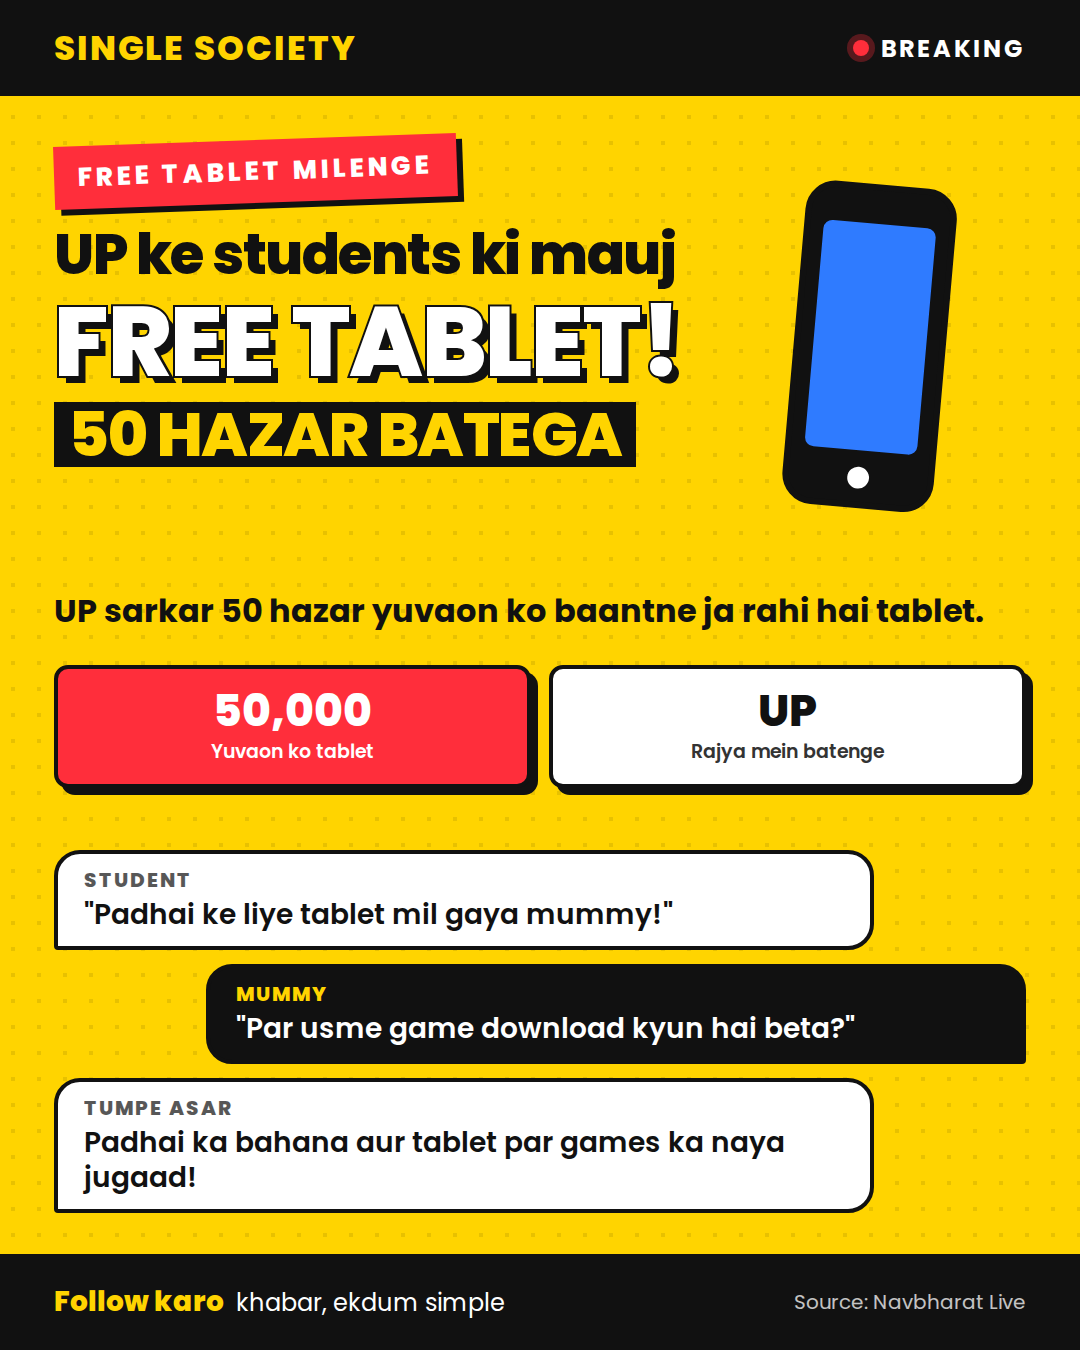 SINGLE SOCIETY
BREAKING
FREE TABLET MILENGE
UP ke students ki mauj
FREE TABLET!
50 HAZAR BATEGA
UP sarkar 50 hazar yuvaon ko baantne ja rahi hai tablet.
50,000
Yuvaon ko tablet
UP
Rajya mein batenge
STUDENT
"Padhai ke liye tablet mil gaya mummy!"
MUMMY
"Par usme game download kyun hai beta?"
TUMPE ASAR
Padhai ka bahana aur tablet par games ka naya
jugaad!
Follow karo khabar, ekdum simple
Source: Navbharat Live